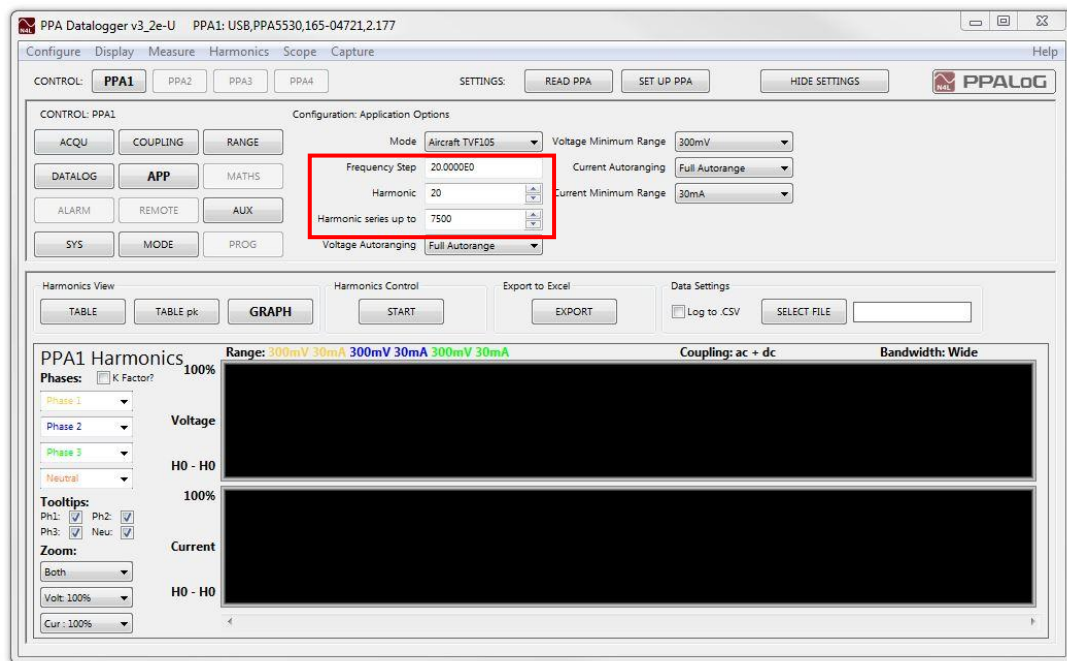 PPA Datalogger v3_2e-U PPA1: USB,PPA5530,165-04721,2.177
Configure Display Measure Harmonics Scope Capture Help
CONTROL: PPA1 PPA2 PPA3 PPA4 SETTINGS: READ PPA SET UP PPA HIDE SETTINGS N4L PPALoG
CONTROL: PPA1 Configuration: Application Options
ACQU COUPLING RANGE Mode Aircraft TVF105 Voltage Minimum Range 300mV
Frequency Step 20.0000E0 Current Autoranging Full Autorange
DATALOG APP MATHS
Harmonic 20 Current Minimum Range 30mA
ALARM REMOTE AUX
Harmonic series up to 7500
SYS MODE PROG Voltage Autoranging Full Autorange
Harmonics View Harmonics Control Export to Excel Data Settings
TABLE TABLE pk GRAPH START EXPORT Log to .CSV SELECT FILE
PPA1 Harmonics Range: 300mV 30mA 300mV 30mA 300mV 30mA Coupling: ac + dc Bandwidth: Wide
100%
Phases: K Factor?
Phase 1
Phase 2 Voltage
Phase 3
H0 - H0
Neutral
100%
Tooltips:
Ph1: Ph2:
Ph3: Neu:
Zoom: Current
Both
Volt: 100% H0 - H0
Cur : 100%